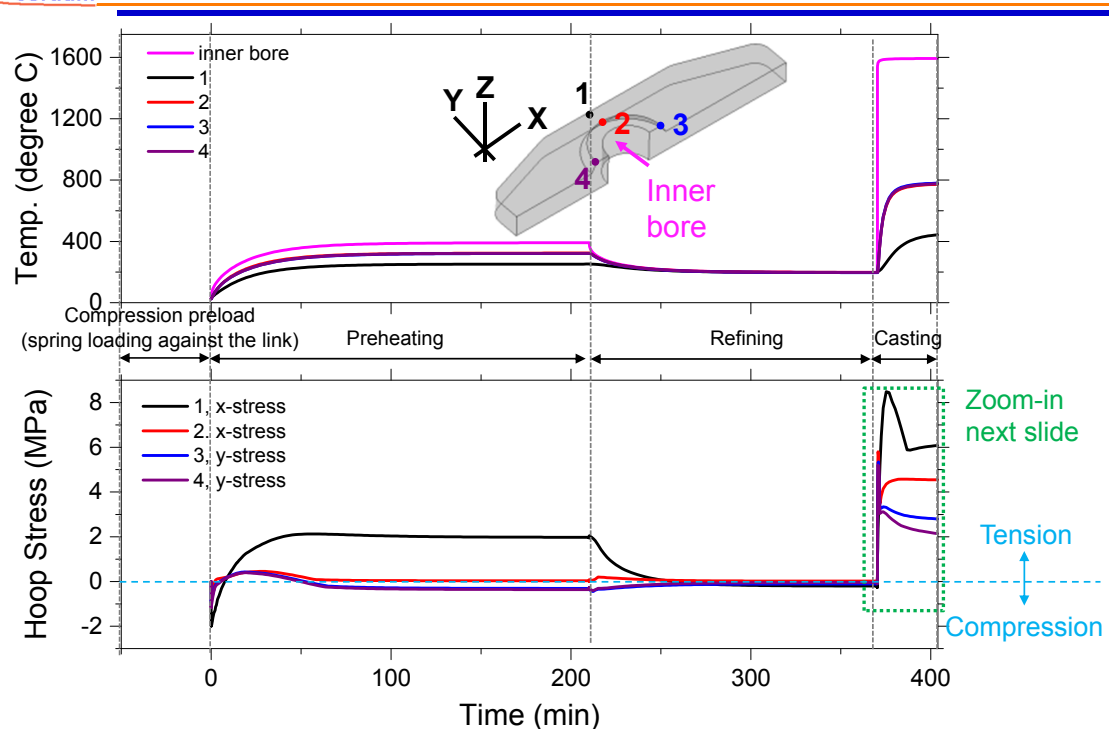 1600
1200
800
400
0
Temp. (degree C)
inner bore
1
2
3
4
Y
Z
X
1
2
3
4
Inner
bore
Compression preload
(spring loading against the link)
Preheating
Refining
Casting
8
6
4
2
0
-2
Hoop Stress (MPa)
1, x-stress
2. x-stress
3, y-stress
4, y-stress
Zoom-in
next slide
Tension
Compression
0
100
200
300
400
Time (min)